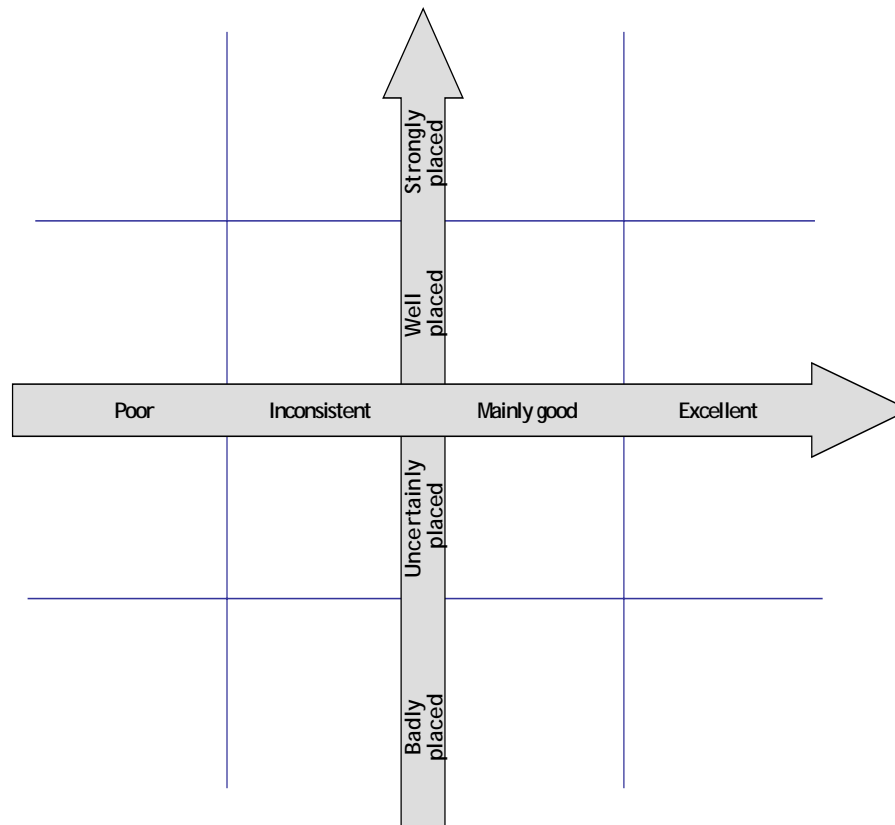 Strongly
placed
Well
placed
Poor
Inconsistent
Mainly good
Excellent
Uncertainly
placed
Badly
placed